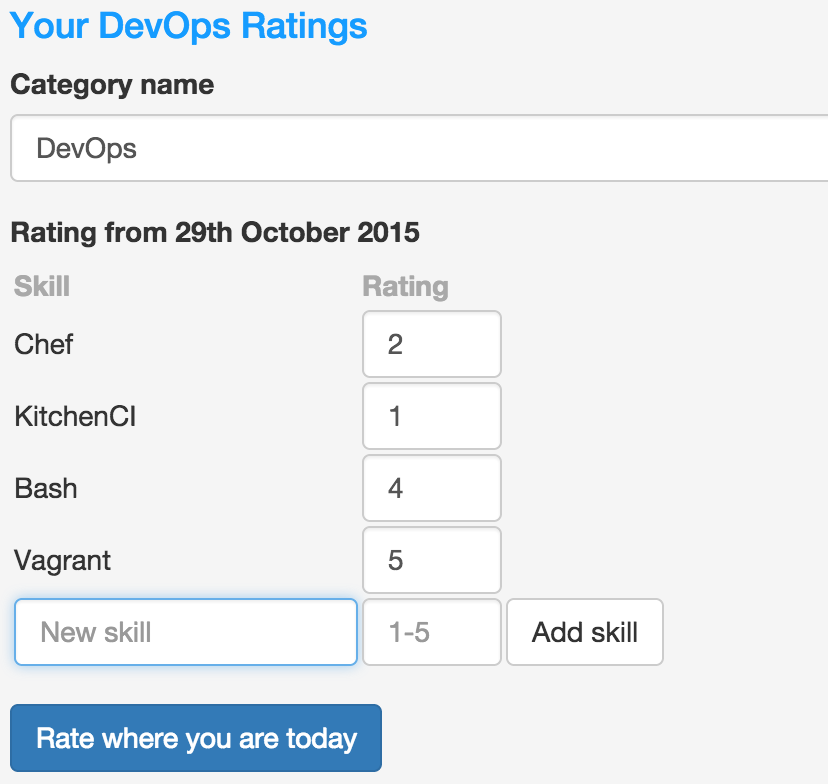 Your DevOps Ratings
Category name
DevOps
Rating from 29th October 2015
Skill Rating
Chef 2
KitchenCI 1
Bash 4
Vagrant 5
New skill 1-5 Add skill
Rate where you are today